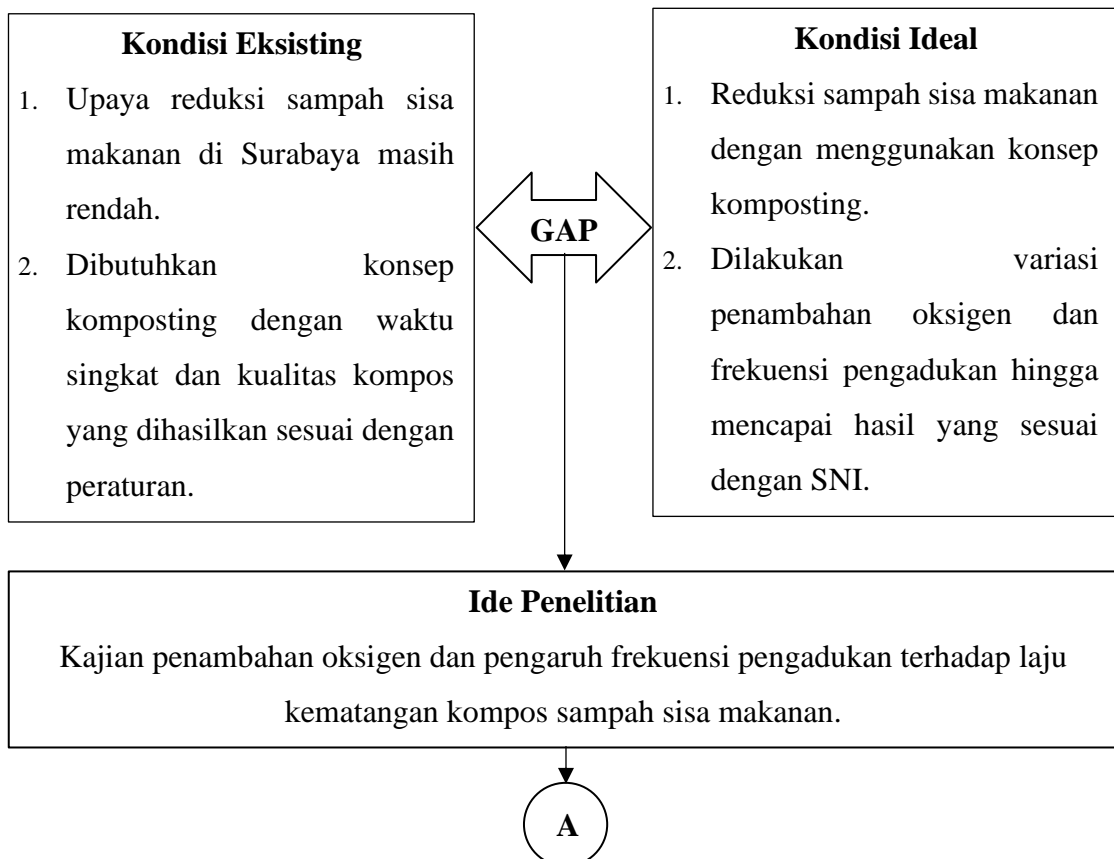 Kondisi Eksisting
1. Upaya reduksi sampah sisa
makanan di Surabaya masih
rendah.
2. Dibutuhkan konsep
komposting dengan waktu
singkat dan kualitas kompos
yang dihasilkan sesuai dengan
peraturan.
GAP
Kondisi Ideal
1. Reduksi sampah sisa makanan
dengan menggunakan konsep
komposting.
2. Dilakukan variasi
penambahan oksigen dan
frekuensi pengadukan hingga
mencapai hasil yang sesuai
dengan SNI.
Ide Penelitian
Kajian penambahan oksigen dan pengaruh frekuensi pengadukan terhadap laju
kematangan kompos sampah sisa makanan.
A